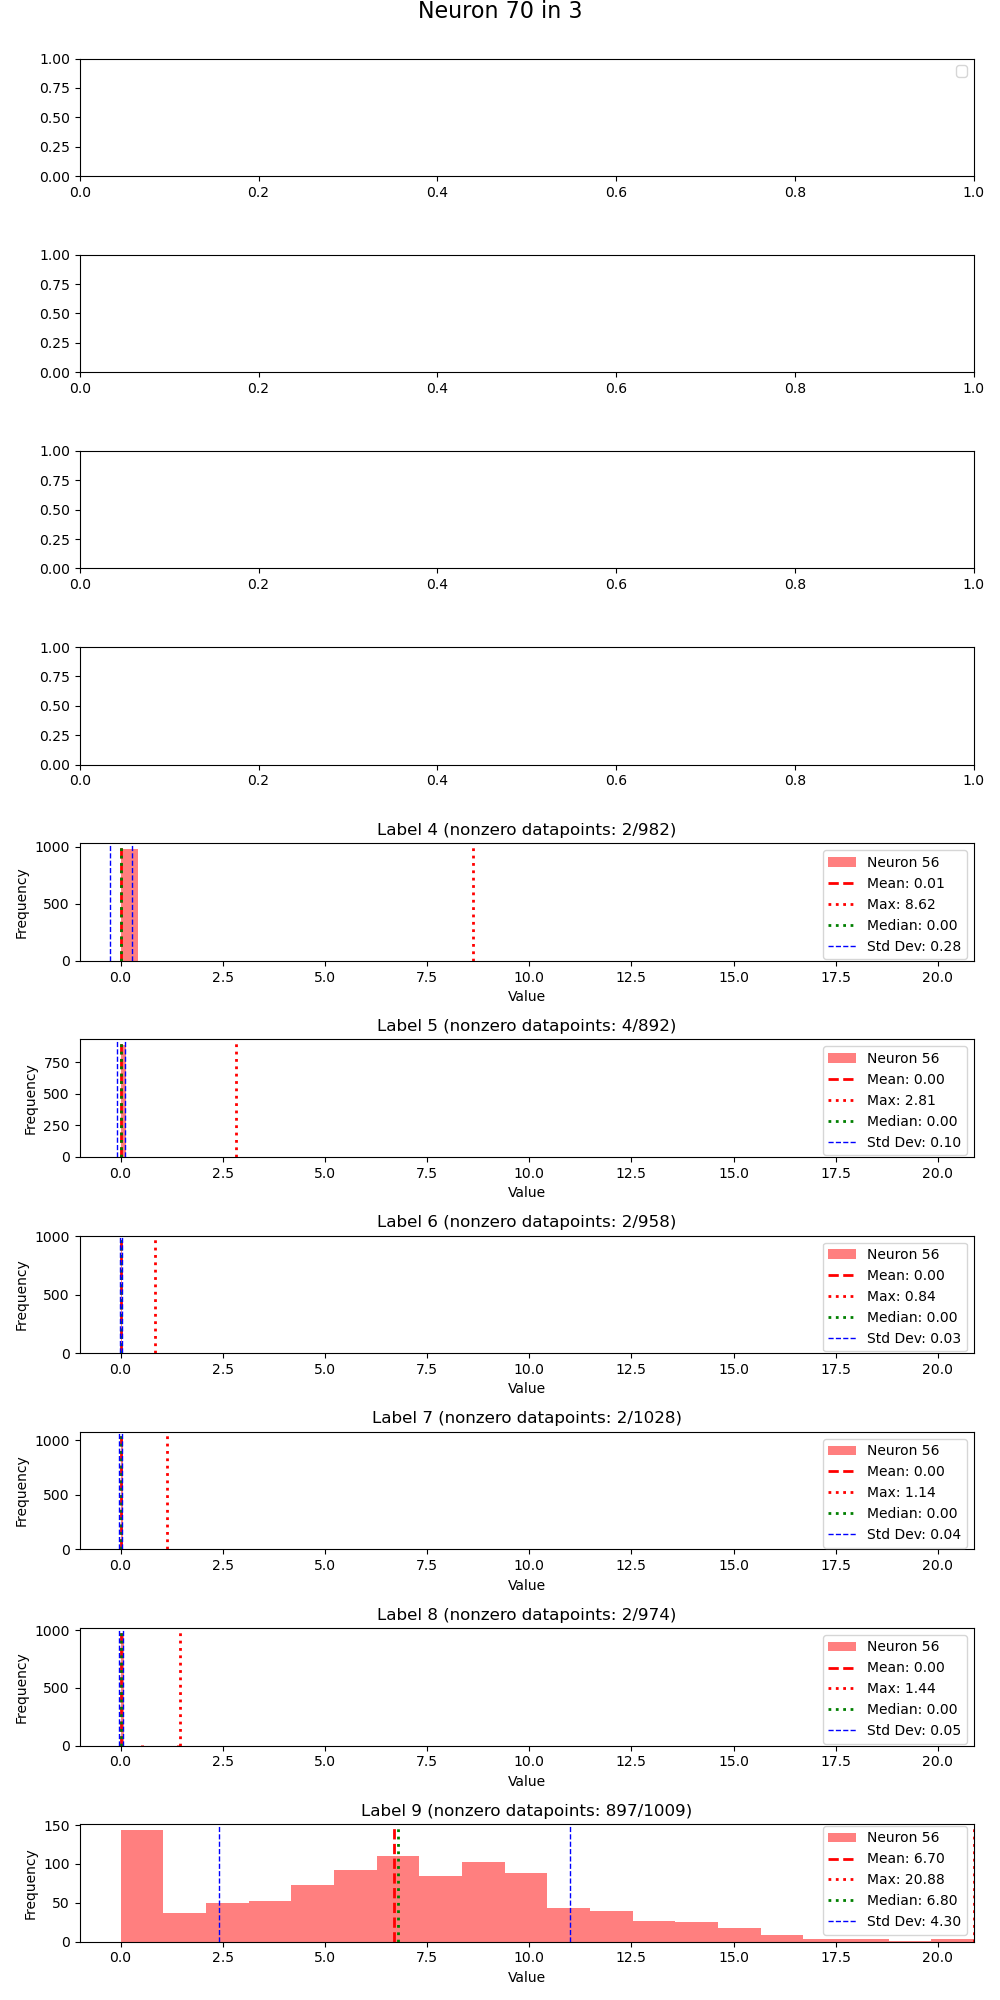 Neuron 70 in 3
1.00
0.75
0.50
0.25
0.00
0.0 0.2 0.4 0.6 0.8 1.0
1.00
0.75
0.50
0.25
0.00
0.0 0.2 0.4 0.6 0.8 1.0
1.00
0.75
0.50
0.25
0.00
0.0 0.2 0.4 0.6 0.8 1.0
1.00
0.75
0.50
0.25
0.00
0.0 0.2 0.4 0.6 0.8 1.0
Label 4 (nonzero datapoints: 2/982)
1000
500
0
Frequency
Neuron 56
Mean: 0.01
Max: 8.62
Median: 0.00
Std Dev: 0.28
0.0 2.5 5.0 7.5 10.0 12.5 15.0 17.5 20.0
Value
Label 5 (nonzero datapoints: 4/892)
750
500
250
0
Frequency
Neuron 56
Mean: 0.00
Max: 2.81
Median: 0.00
Std Dev: 0.10
0.0 2.5 5.0 7.5 10.0 12.5 15.0 17.5 20.0
Value
Label 6 (nonzero datapoints: 2/958)
1000
500
0
Frequency
Neuron 56
Mean: 0.00
Max: 0.84
Median: 0.00
Std Dev: 0.03
0.0 2.5 5.0 7.5 10.0 12.5 15.0 17.5 20.0
Value
Label 7 (nonzero datapoints: 2/1028)
1000
500
0
Frequency
Neuron 56
Mean: 0.00
Max: 1.14
Median: 0.00
Std Dev: 0.04
0.0 2.5 5.0 7.5 10.0 12.5 15.0 17.5 20.0
Value
Label 8 (nonzero datapoints: 2/974)
1000
500
0
Frequency
Neuron 56
Mean: 0.00
Max: 1.44
Median: 0.00
Std Dev: 0.05
0.0 2.5 5.0 7.5 10.0 12.5 15.0 17.5 20.0
Value
Label 9 (nonzero datapoints: 897/1009)
150
100
50
0
Frequency
Neuron 56
Mean: 6.70
Max: 20.88
Median: 6.80
Std Dev: 4.30
0.0 2.5 5.0 7.5 10.0 12.5 15.0 17.5 20.0
Value